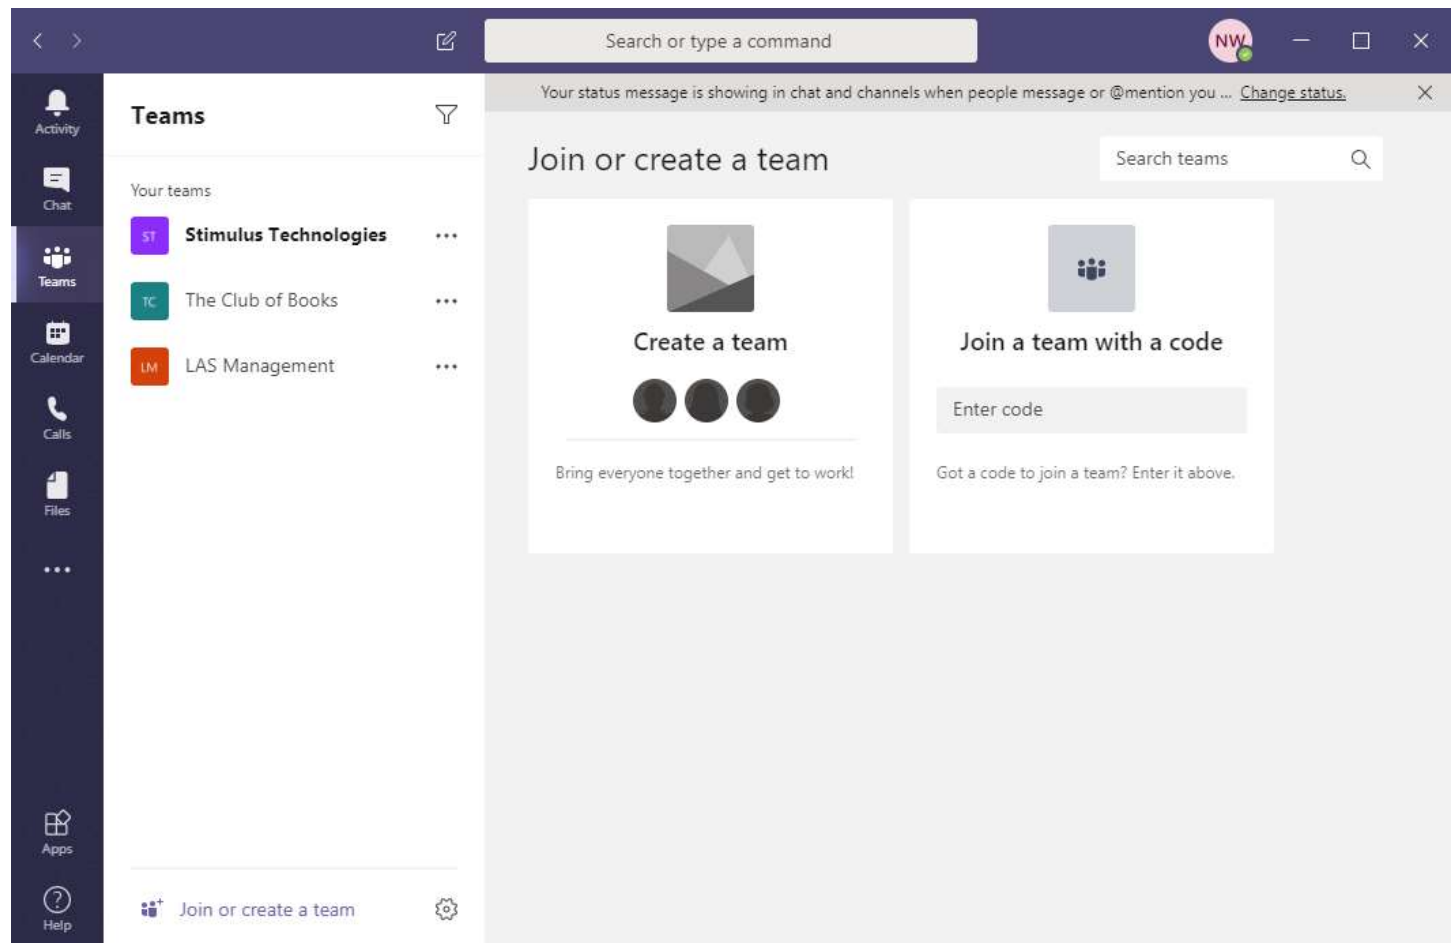 Search or type a command
NW
Activity
Chat
Teams
Calendar
Calls
Files
Apps
Help
Teams
Your teams
ST Stimulus Technologies
TC The Club of Books
LM LAS Management
Join or create a team
Your status message is showing in chat and channels when people message or @mention you ... Change status.
Join or create a team
Search teams
Create a team
Bring everyone together and get to work!
Join a team with a code
Enter code
Got a code to join a team? Enter it above.